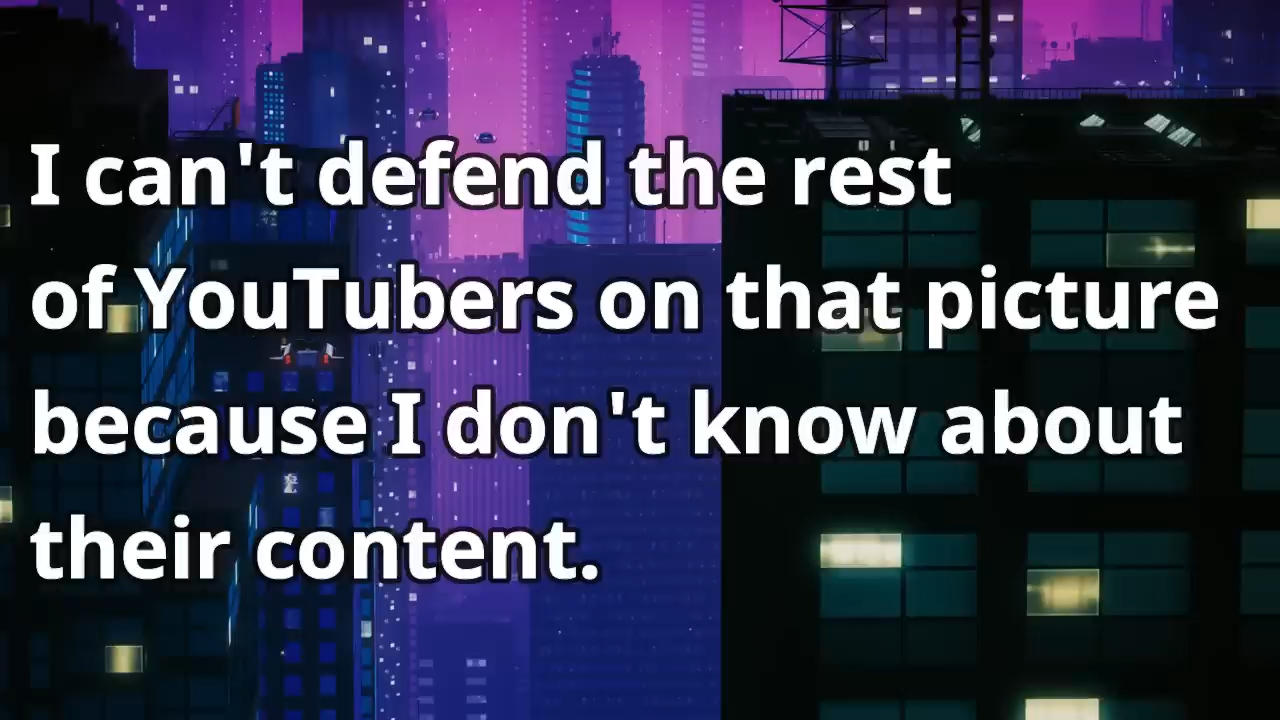 I can't defend the rest
of YouTubers on that picture
because I don't know about
their content.